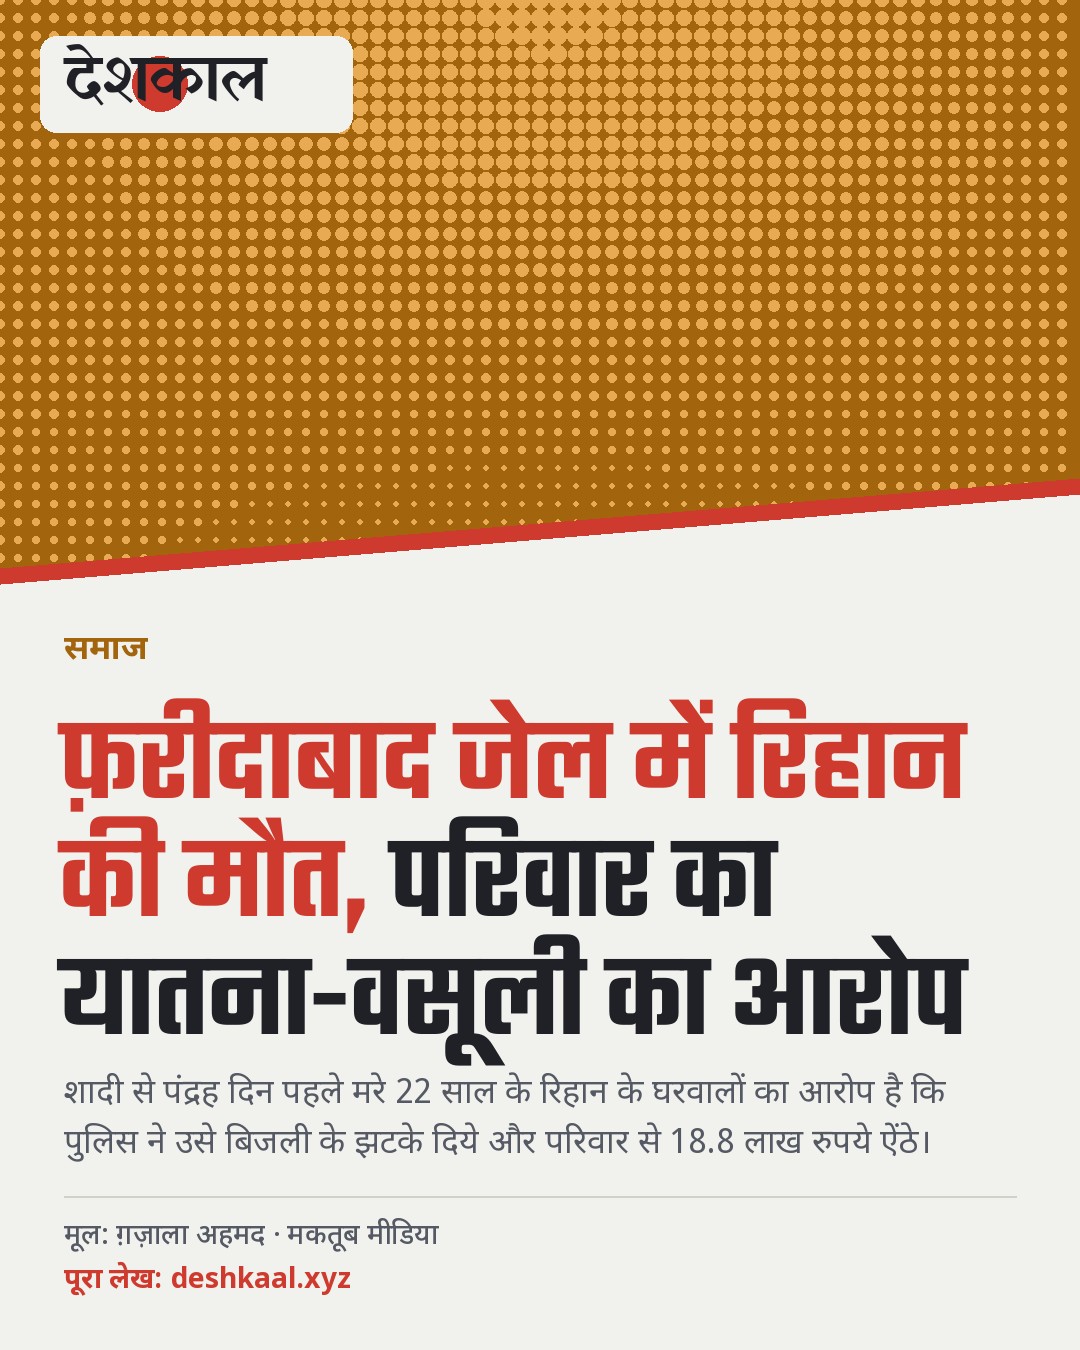 देशकाल
समाज
फ़रीदाबाद जेल में रिहान
की मौत, परिवार का
यातना-वसूली का आरोप
शादी से पंद्रह दिन पहले मरे 22 साल के रिहान के घरवालों का आरोप है कि
पुलिस ने उसे बिजली के झटके दिये और परिवार से 18.8 लाख रुपये ऐंठे।
मूल: ग़ज़ाला अहमद · मकतूब मीडिया
पूरा लेख: deshkaal.xyz